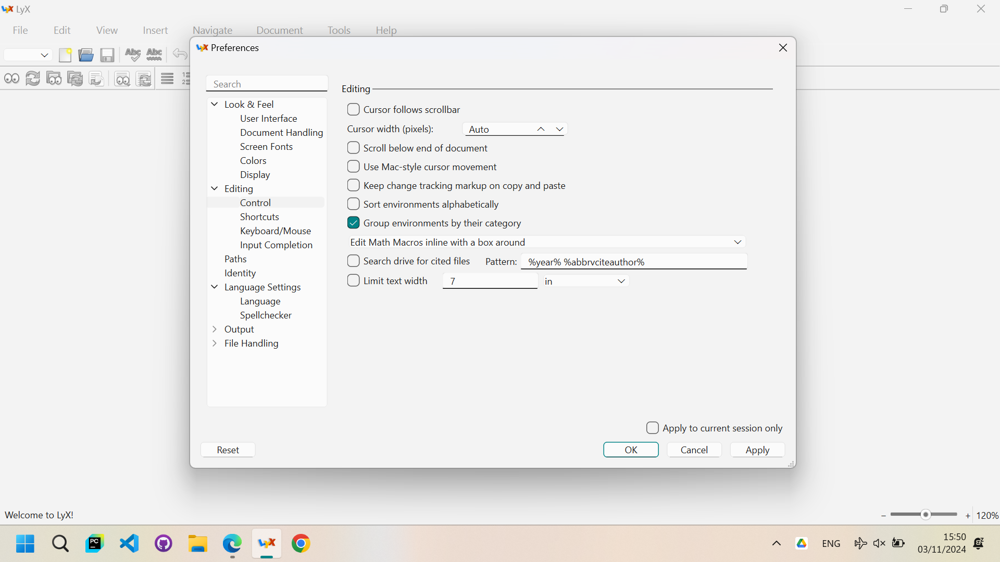 LyX
File Edit View Insert Navigate Document Tools Help
Preferences
Search
Look & Feel
User Interface
Document Handling
Screen Fonts
Colors
Display
Editing
Control
Shortcuts
Keyboard/Mouse
Input Completion
Paths
Identity
Language Settings
Language
Spellchecker
Output
File Handling
Editing
Cursor follows scrollbar
Cursor width (pixels): Auto
Scroll below end of document
Use Mac-style cursor movement
Keep change tracking markup on copy and paste
Sort environments alphabetically
Group environments by their category
Edit Math Macros inline with a box around
Search drive for cited files Pattern: %year% %abbrvciteauthor%
Limit text width 7 in
Apply to current session only
Reset OK Cancel Apply
Welcome to LyX!
120%
ENG
15:50
03/11/2024